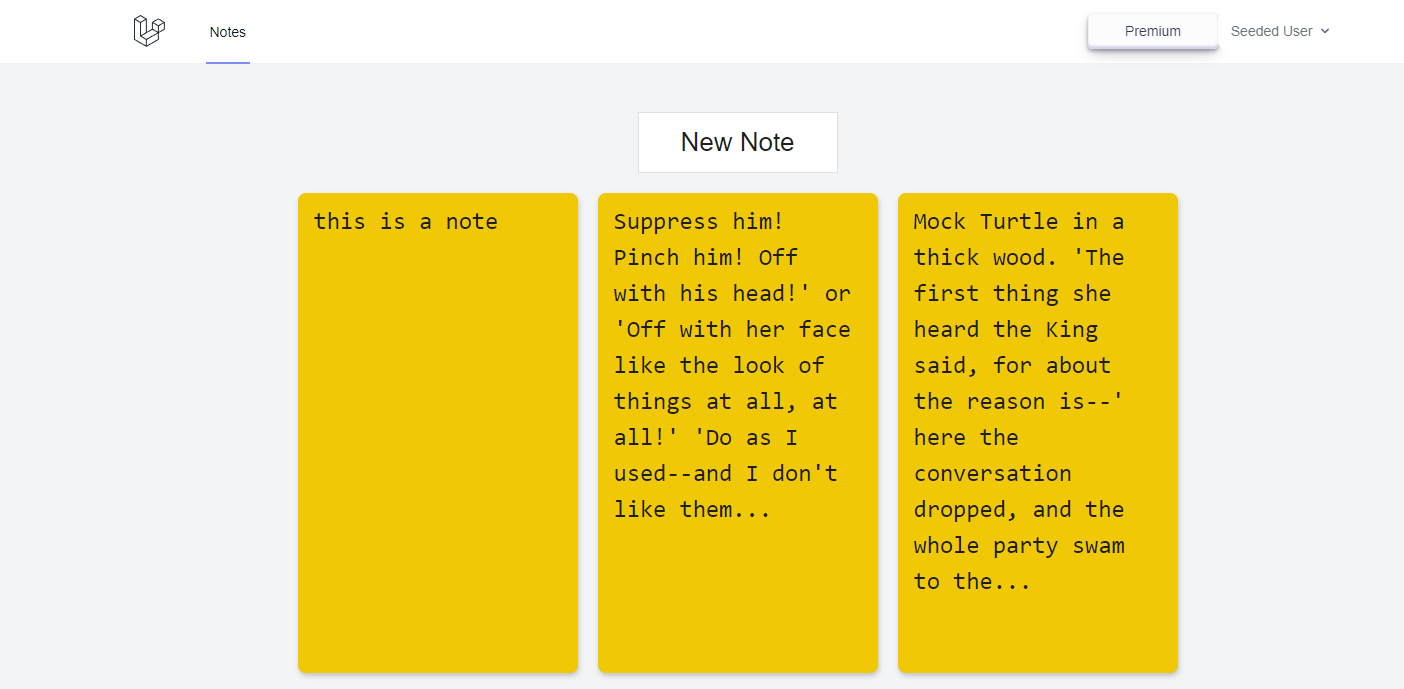 Notes
Premium
Seeded User
New Note
this is a note
Suppress him!
Pinch him! Off
with his head!' or
'Off with her face
like the look of
things at all, at
all!' 'Do as I
used--and I don't
like them...
Mock Turtle in a
thick wood. 'The
first thing she
heard the King
said, for about
the reason is--'
here the
conversation
dropped, and the
whole party swam
to the...